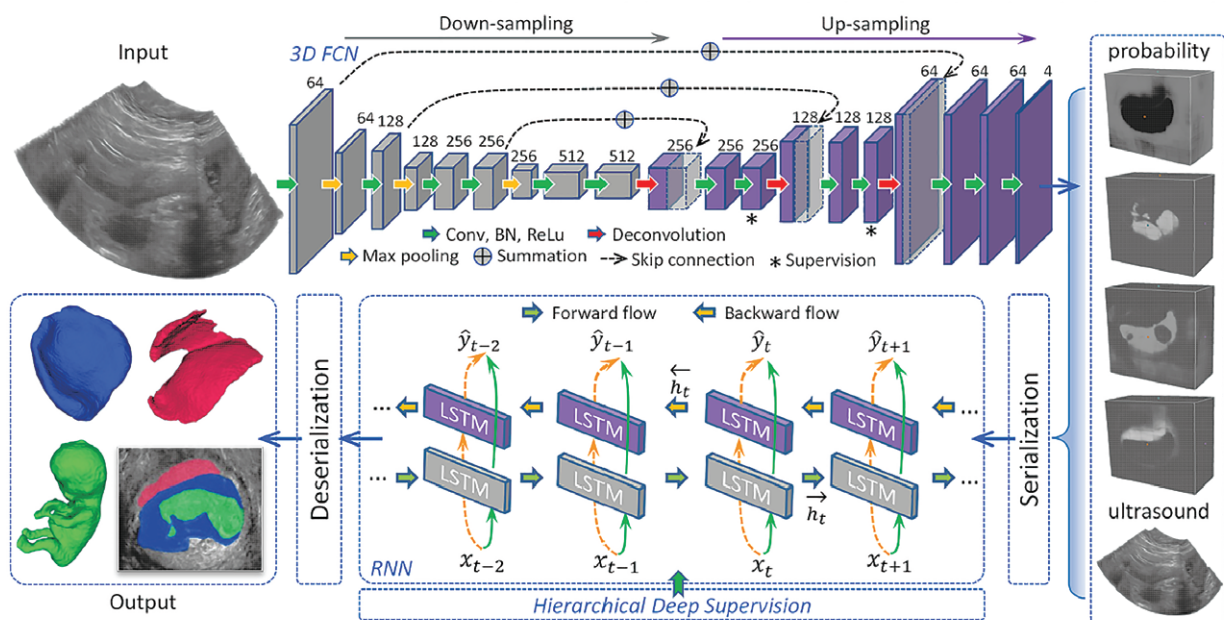 Input
3D FCN
Down-sampling
Up-sampling
probability
64
64
128
128
256
256
256
512
512
256
256
256
128
128
128
64
64
64
4
Conv, BN, ReLu
Deconvolution
Max pooling
Summation
Skip connection
* Supervision
*
*
Forward flow
Backward flow
ŷt−2
ŷt−1
ŷt
ŷt+1
←
ht
...
LSTM
LSTM
LSTM
LSTM
...
...
LSTM
LSTM
LSTM
LSTM
...
→
ht
xt−2
xt−1
xt
xt+1
RNN
Hierarchical Deep Supervision
Deserialization
Serialization
ultrasound
Output